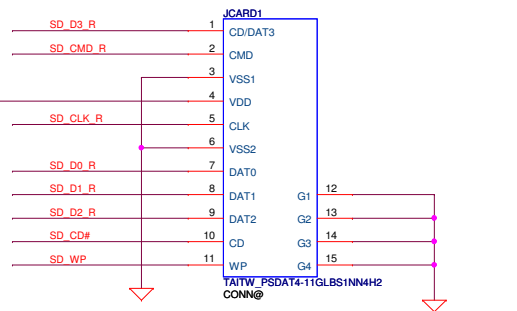 JCARD1
SD_D3_R 1 CD/DAT3
SD_CMD_R 2 CMD
3 VSS1
4 VDD
SD_CLK_R 5 CLK
6 VSS2
SD_D0_R 7 DAT0
SD_D1_R 8 DAT1 G1 12
SD_D2_R 9 DAT2 G2 13
SD_CD# 10 CD G3 14
SD_WP 11 WP G4 15
TAITW_PSDAT4-11GLBS1NN4H2
CONN@